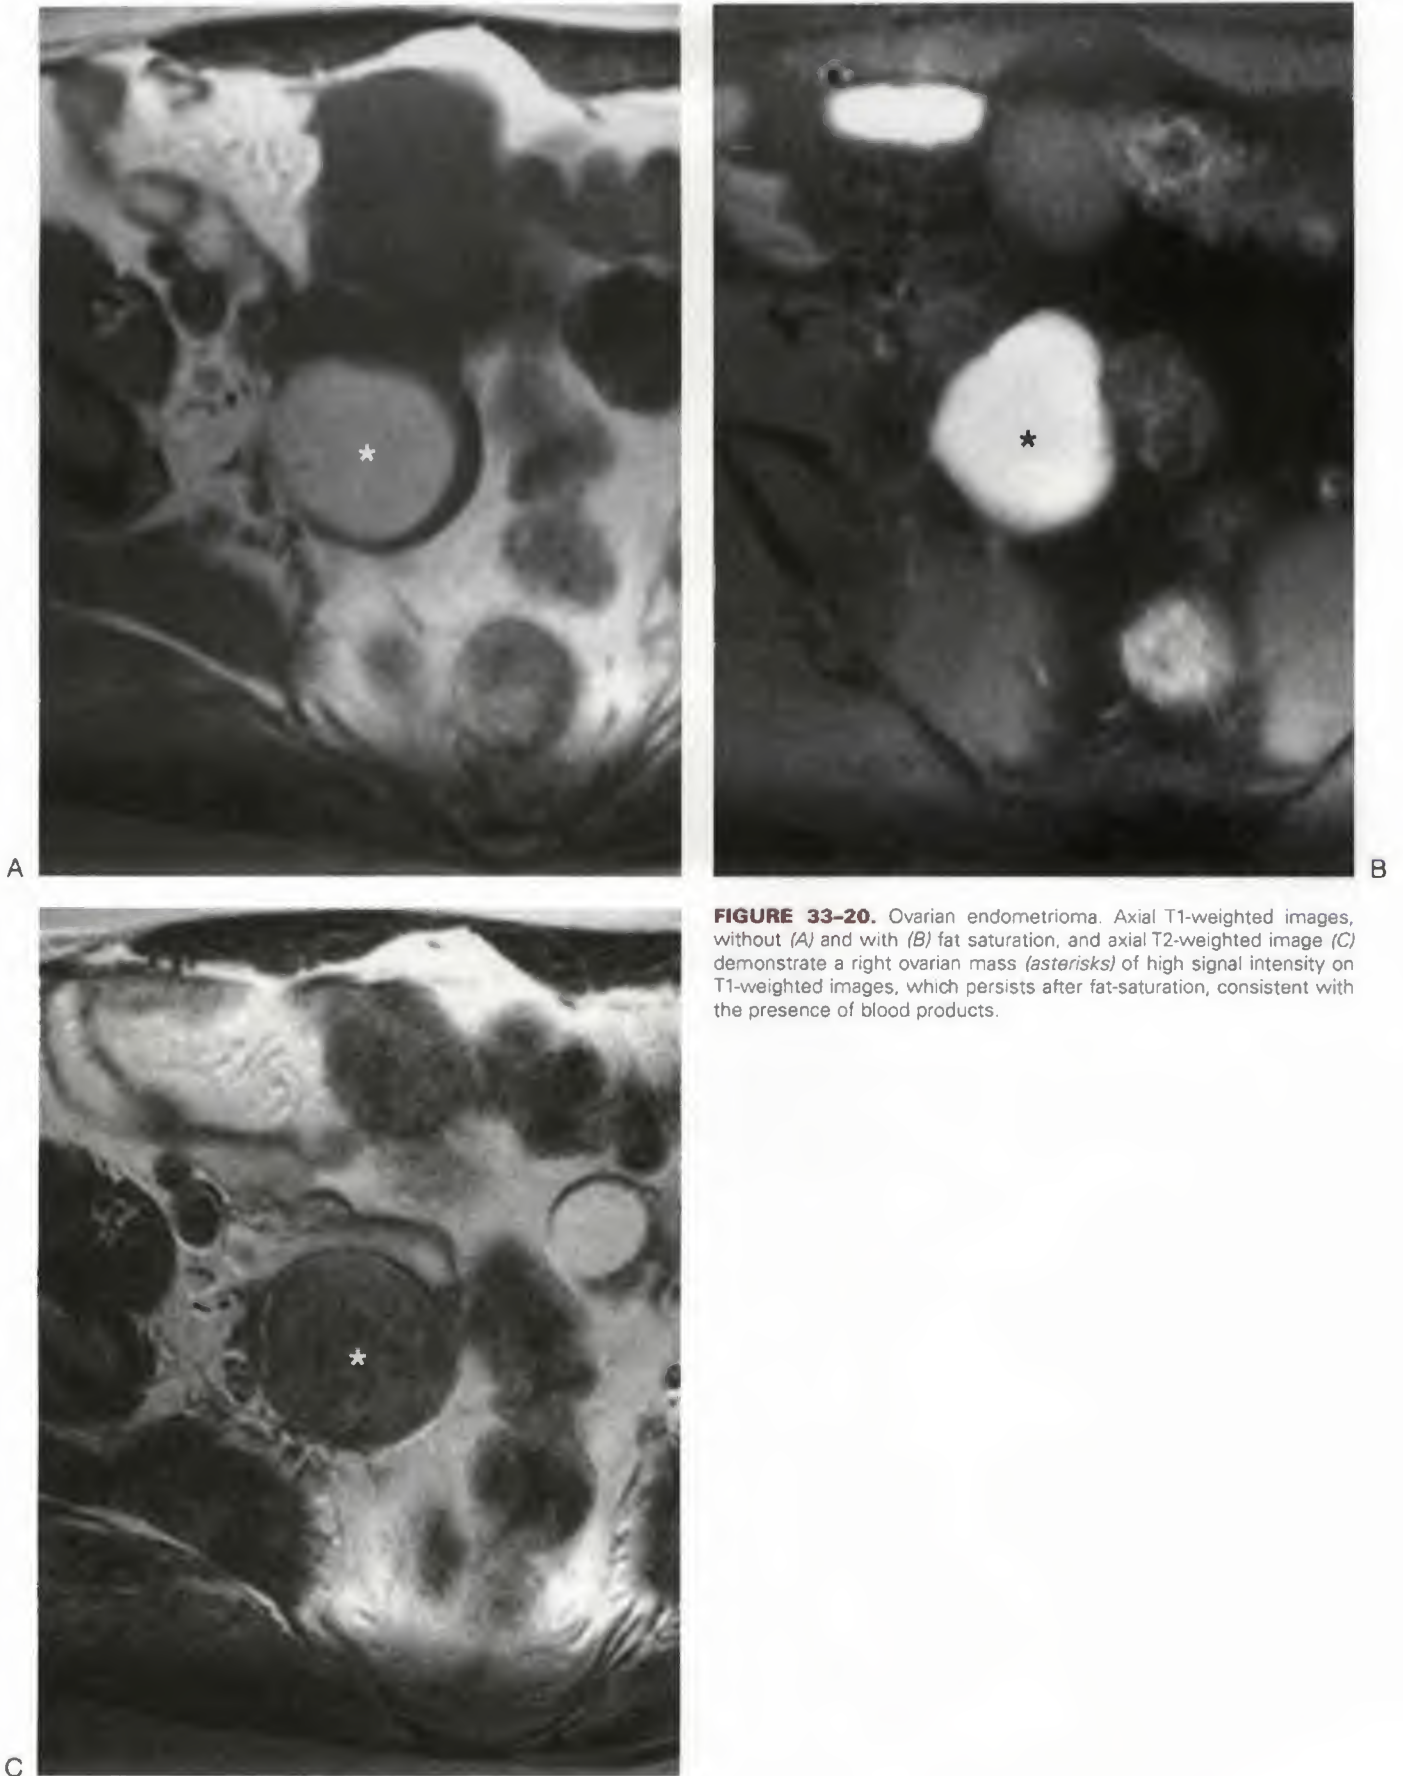 A
B
FIGURE 33–20. Ovarian endometrioma. Axial T1-weighted images,
without (A) and with (B) fat saturation, and axial T2-weighted image (C)
demonstrate a right ovarian mass (asterisks) of high signal intensity on
T1-weighted images, which persists after fat-saturation, consistent with
the presence of blood products.
C